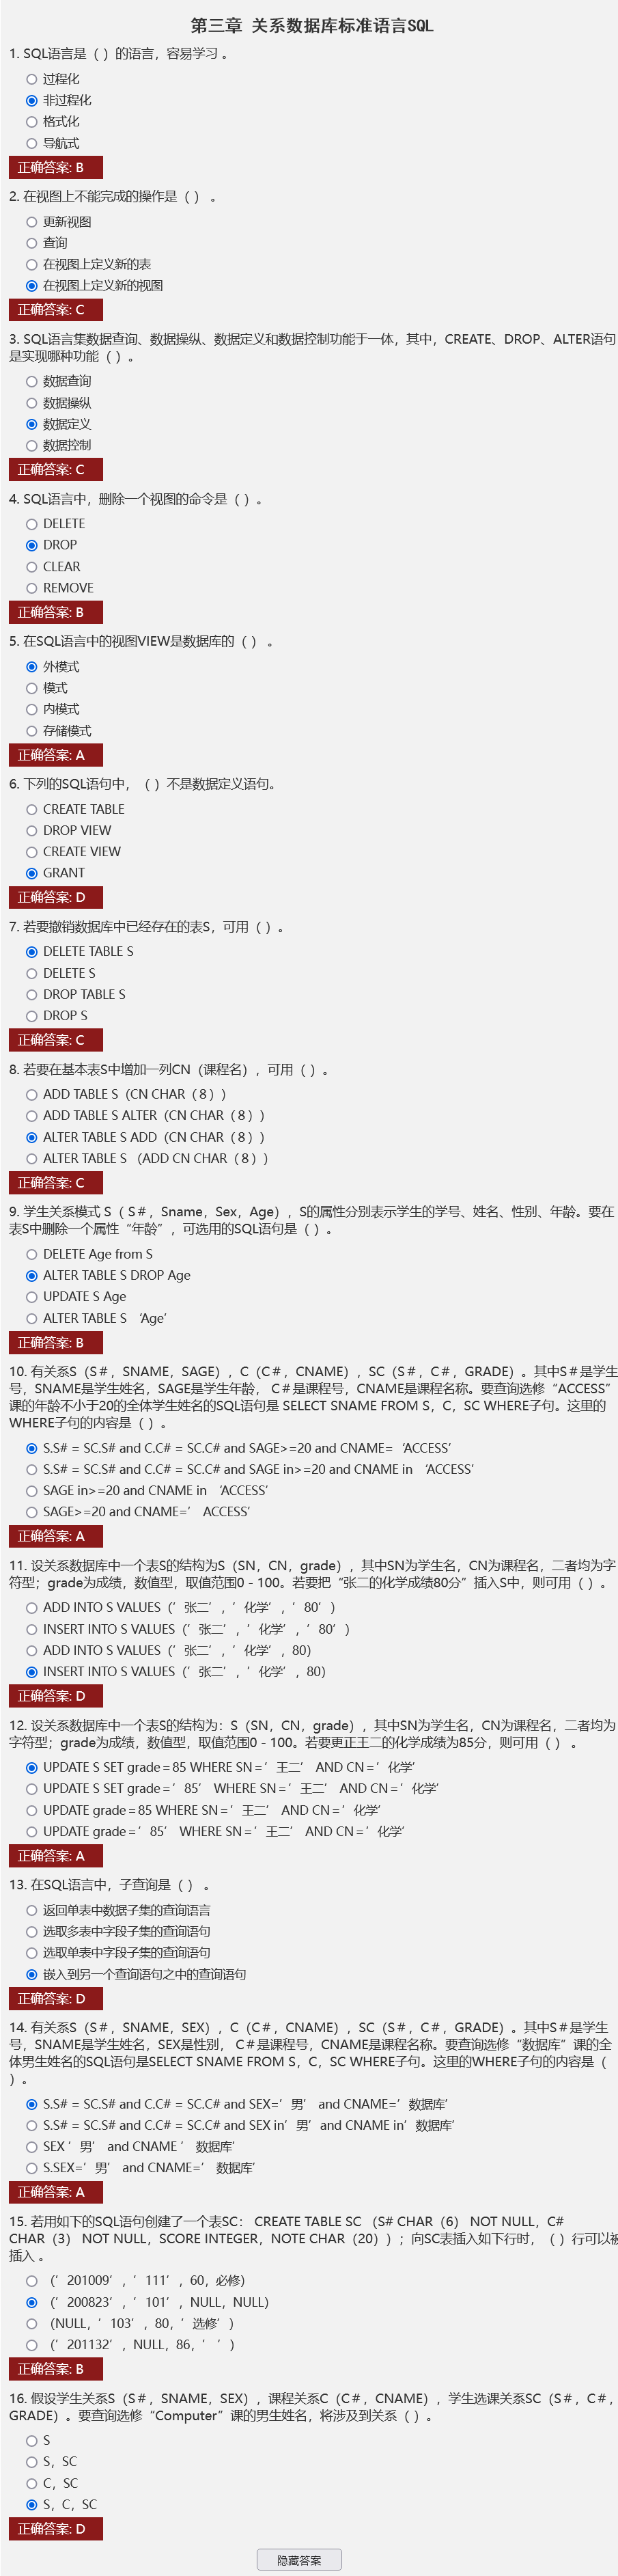 第三章 关系数据库标准语言SQL
1. SQL语言是（ ）的语言，容易学习 。
过程化
非过程化
格式化
导航式
正确答案: B
2. 在视图上不能完成的操作是（ ） 。
更新视图
查询
在视图上定义新的表
在视图上定义新的视图
正确答案: C
3. SQL语言集数据查询、数据操纵、数据定义和数据控制功能于一体，其中，CREATE、DROP、ALTER语句
是实现哪种功能（ ）。
数据查询
数据操纵
数据定义
数据控制
正确答案: C
4. SQL语言中，删除一个视图的命令是（ ）。
DELETE
DROP
CLEAR
REMOVE
正确答案: B
5. 在SQL语言中的视图VIEW是数据库的（ ） 。
外模式
模式
内模式
存储模式
正确答案: A
6. 下列的SQL语句中，（ ）不是数据定义语句。
CREATE TABLE
DROP VIEW
CREATE VIEW
GRANT
正确答案: D
7. 若要撤销数据库中已经存在的表S，可用（ ）。
DELETE TABLE S
DELETE S
DROP TABLE S
DROP S
正确答案: C
8. 若要在基本表S中增加一列CN（课程名），可用（ ）。
ADD TABLE S（CN CHAR（８））
ADD TABLE S ALTER（CN CHAR（８））
ALTER TABLE S ADD（CN CHAR（８））
ALTER TABLE S （ADD CN CHAR（８））
正确答案: C
9. 学生关系模式 S（ S＃，Sname，Sex，Age），S的属性分别表示学生的学号、姓名、性别、年龄。要在
表S中删除一个属性“年龄”，可选用的SQL语句是（ ）。
DELETE Age from S
ALTER TABLE S DROP Age
UPDATE S Age
ALTER TABLE S ‘Age’
正确答案: B
10. 有关系S（S＃，SNAME，SAGE），C（C＃，CNAME），SC（S＃，C＃，GRADE）。其中S＃是学生
号，SNAME是学生姓名，SAGE是学生年龄， C＃是课程号，CNAME是课程名称。要查询选修“ACCESS”
课的年龄不小于20的全体学生姓名的SQL语句是 SELECT SNAME FROM S，C，SC WHERE子句。这里的
WHERE子句的内容是（ ）。
S.S# = SC.S# and C.C# = SC.C# and SAGE>=20 and CNAME=‘ACCESS’
S.S# = SC.S# and C.C# = SC.C# and SAGE in>=20 and CNAME in ‘ACCESS’
SAGE in>=20 and CNAME in ‘ACCESS’
SAGE>=20 and CNAME=’ ACCESS’
正确答案: A
11. 设关系数据库中一个表S的结构为S（SN，CN，grade），其中SN为学生名，CN为课程名，二者均为字
符型；grade为成绩，数值型，取值范围0－100。若要把“张二的化学成绩80分”插入S中，则可用（ ）。
ADD INTO S VALUES（’张二’，’化学’，’80’）
INSERT INTO S VALUES（’张二’，’化学’，’80’）
ADD INTO S VALUES（’张二’，’化学’，80）
INSERT INTO S VALUES（’张二’，’化学’，80）
正确答案: D
12. 设关系数据库中一个表S的结构为：S（SN，CN，grade），其中SN为学生名，CN为课程名，二者均为
字符型；grade为成绩，数值型，取值范围0－100。若要更正王二的化学成绩为85分，则可用（ ） 。
UPDATE S SET grade＝85 WHERE SN＝’王二’ AND CN＝’化学’
UPDATE S SET grade＝’85’ WHERE SN＝’王二’ AND CN＝’化学’
UPDATE grade＝85 WHERE SN＝’王二’ AND CN＝’化学’
UPDATE grade＝’85’ WHERE SN＝’王二’ AND CN＝’化学’
正确答案: A
13. 在SQL语言中，子查询是（ ） 。
返回单表中数据子集的查询语言
选取多表中字段子集的查询语句
选取单表中字段子集的查询语句
嵌入到另一个查询语句之中的查询语句
正确答案: D
14. 有关系S（S＃，SNAME，SEX），C（C＃，CNAME），SC（S＃，C＃，GRADE）。其中S＃是学生
号，SNAME是学生姓名，SEX是性别， C＃是课程号，CNAME是课程名称。要查询选修“数据库”课的全
体男生姓名的SQL语句是SELECT SNAME FROM S，C，SC WHERE子句。这里的WHERE子句的内容是（
）。
S.S# = SC.S# and C.C# = SC.C# and SEX=’男’ and CNAME=’数据库’
S.S# = SC.S# and C.C# = SC.C# and SEX in’男’and CNAME in’数据库’
SEX ’男’ and CNAME ’ 数据库’
S.SEX=’男’ and CNAME=’ 数据库’
正确答案: A
15. 若用如下的SQL语句创建了一个表SC： CREATE TABLE SC （S# CHAR（6） NOT NULL，C#
CHAR（3） NOT NULL，SCORE INTEGER，NOTE CHAR（20））；向SC表插入如下行时，（ ）行可以被
插入 。
（’201009’，’111’，60，必修）
（’200823’，’101’，NULL，NULL）
（NULL，’103’，80，’选修’）
（’201132’，NULL，86，’ ’）
正确答案: B
16. 假设学生关系S（S＃，SNAME，SEX），课程关系C（C＃，CNAME），学生选课关系SC（S＃，C＃，
GRADE）。要查询选修“Computer”课的男生姓名，将涉及到关系（ ）。
S
S，SC
C，SC
S，C，SC
正确答案: D
隐藏答案